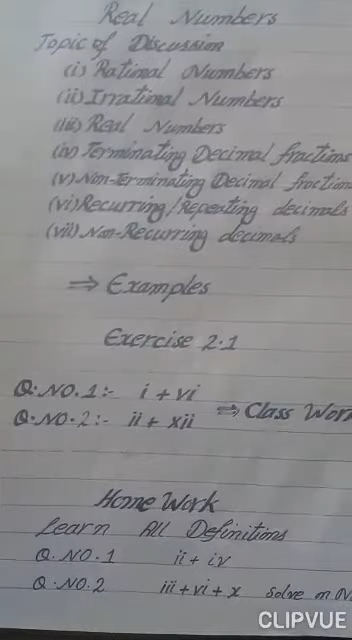 Real Numbers
Topic of Discussion
(i) Rational Numbers
(ii) Irrational Numbers
(iii) Real Numbers
(iv) Terminating Decimal fractions
(v) Non-Terminating Decimal fraction
(vi) Recurring/Repeating decimals
(vii) Non-Recurring decimals
⇒ Examples
Exercise 2.1
Q.NO.1:- i + vi
Q.NO.2:- ii + xii ⇒ Class Work
Home Work
Learn All Definitions
Q.NO.1 ii + iv
Q.NO.2 iii + vi + x Solve on
CLIPVUE